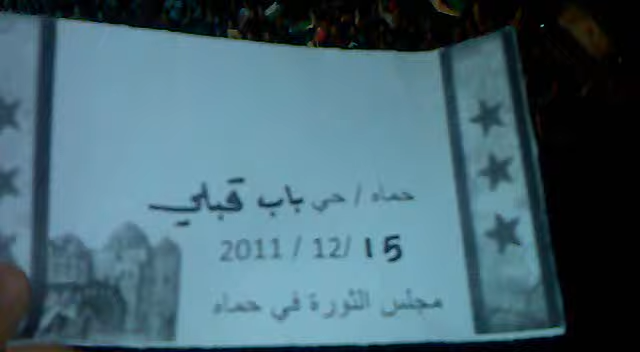 حماه / حي باب قبلي
2011 / 12/ 15
مجلس الثورة في حماه